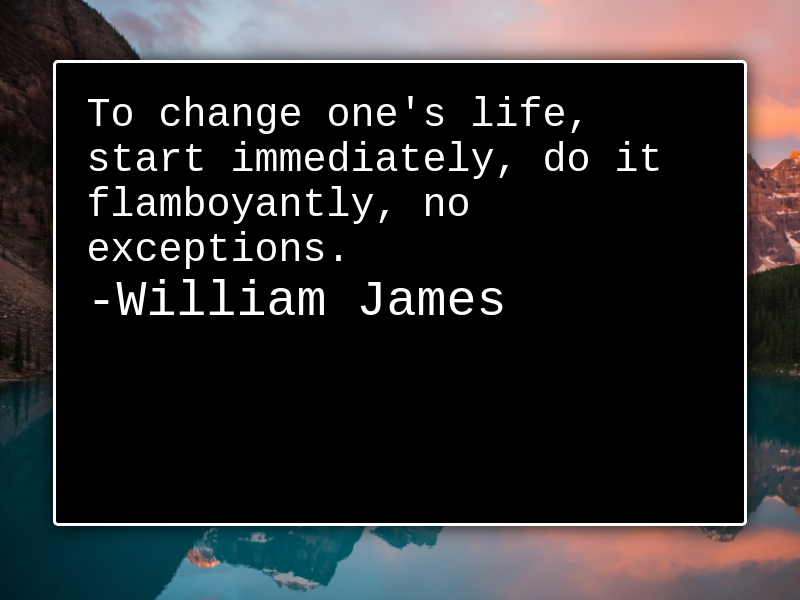 To change one's life,
start immediately, do it
flamboyantly, no
exceptions.
-William James